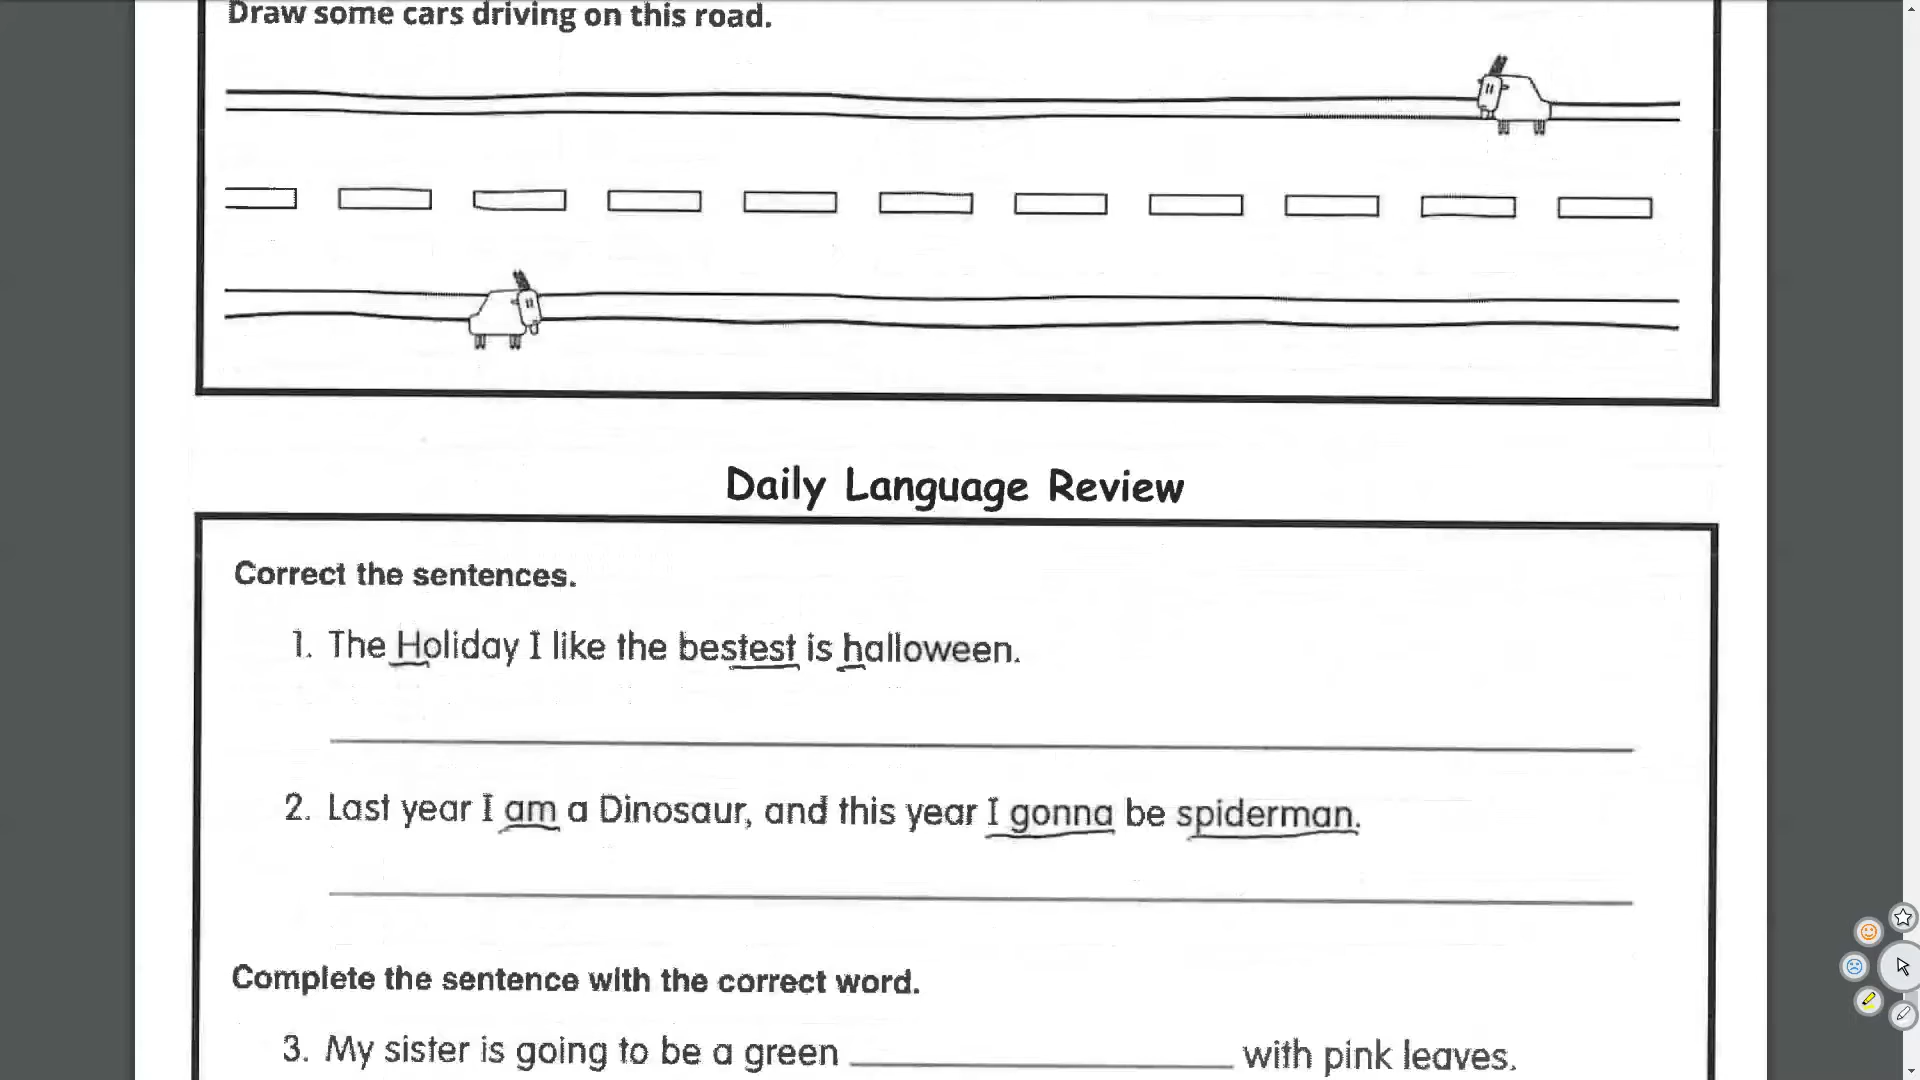 Draw some cars driving on this road.
Daily Language Review
Correct the sentences.
1. The Holiday I like the bestest is halloween.
2. Last year I am a Dinosaur, and this year I gonna be spiderman.
Complete the sentence with the correct word.
3. My sister is going to be a green ____________ with pink leaves.